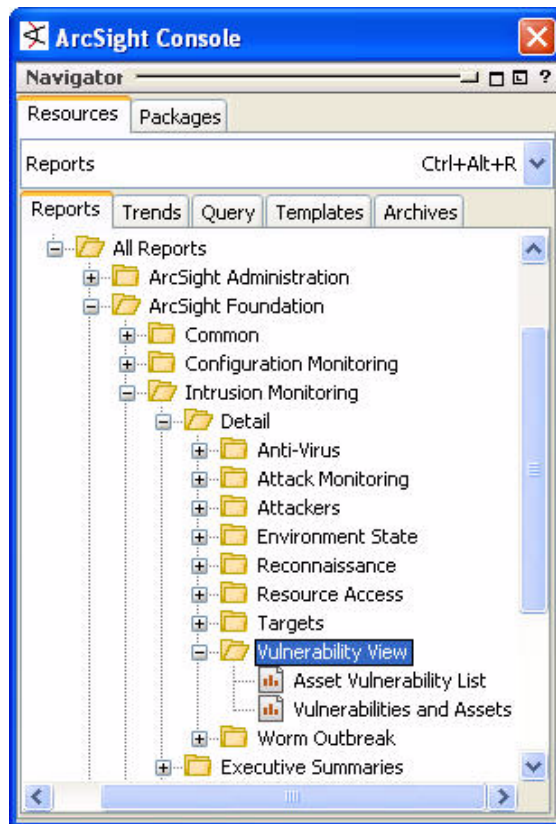 ArcSight Console
Navigator ?
Resources Packages
Reports Ctrl+Alt+R
Reports Trends Query Templates Archives
All Reports
ArcSight Administration
ArcSight Foundation
Common
Configuration Monitoring
Intrusion Monitoring
Detail
Anti-Virus
Attack Monitoring
Attackers
Environment State
Reconnaissance
Resource Access
Targets
Vulnerability View
Asset Vulnerability List
Vulnerabilities and Assets
Worm Outbreak
Executive Summaries